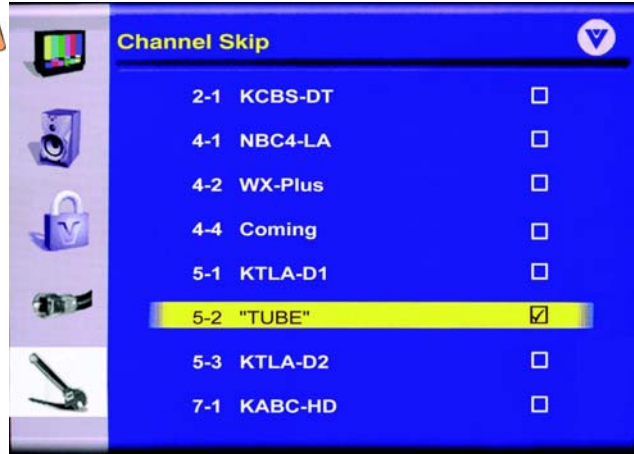 Channel Skip
2-1 KCBS-DT
4-1 NBC4-LA
4-2 WX-Plus
4-4 Coming
5-1 KTLA-D1
5-2 "TUBE"
5-3 KTLA-D2
7-1 KABC-HD